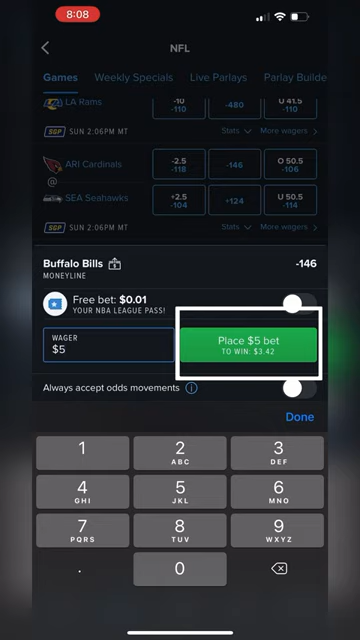 8:08
NFL
Games Weekly Specials Live Parlays Parlay Builde
LA Rams -10 -110 -480 U 41.5 -110
SGP SUN 2:06PM MT Stats More wagers
ARI Cardinals -2.5 -118 -146 O 50.5 -106
@
SEA Seahawks +2.5 -104 +124 U 50.5 -114
SGP SUN 2:06PM MT Stats More wagers
Buffalo Bills -146
MONEYLINE
Free bet: $0.01
YOUR NBA LEAGUE PASS!
WAGER
$5
Place $5 bet
TO WIN: $3.42
Always accept odds movements
Done
1 2 3
ABC DEF
4 5 6
GHI JKL MNO
7 8 9
PQRS TUV WXYZ
. 0